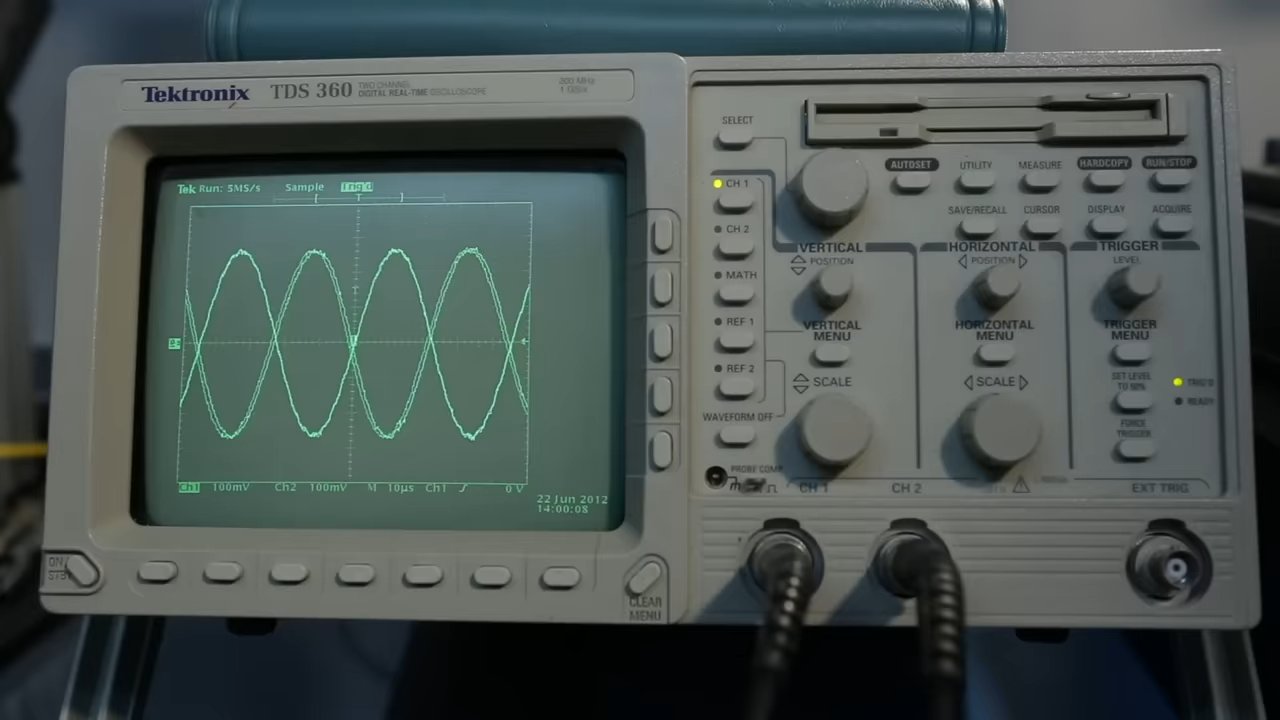 Tektronix TDS 360 TWO CHANNEL DIGITAL REAL-TIME OSCILLOSCOPE
200 MHz
1 GS/s
Tek Run: 5MS/s Sample Trig'd
Ch1 100mV Ch2 100mV M 10µs Ch1 0 V
22 Jun 2012
14:00:08
ON/
STBY
CLEAR
MENU
SELECT
CH 1
CH 2
MATH
REF 1
REF 2
WAVEFORM OFF
PROBE COMP
AUTOSET UTILITY MEASURE HARDCOPY RUN/STOP
SAVE/RECALL CURSOR DISPLAY ACQUIRE
VERTICAL HORIZONTAL TRIGGER
POSITION POSITION LEVEL
VERTICAL MENU
HORIZONTAL MENU
TRIGGER MENU
SCALE SCALE
SET LEVEL TO 50%
FORCE TRIGGER
TRIG'D
READY
CH 1 CH 2 EXT TRIG